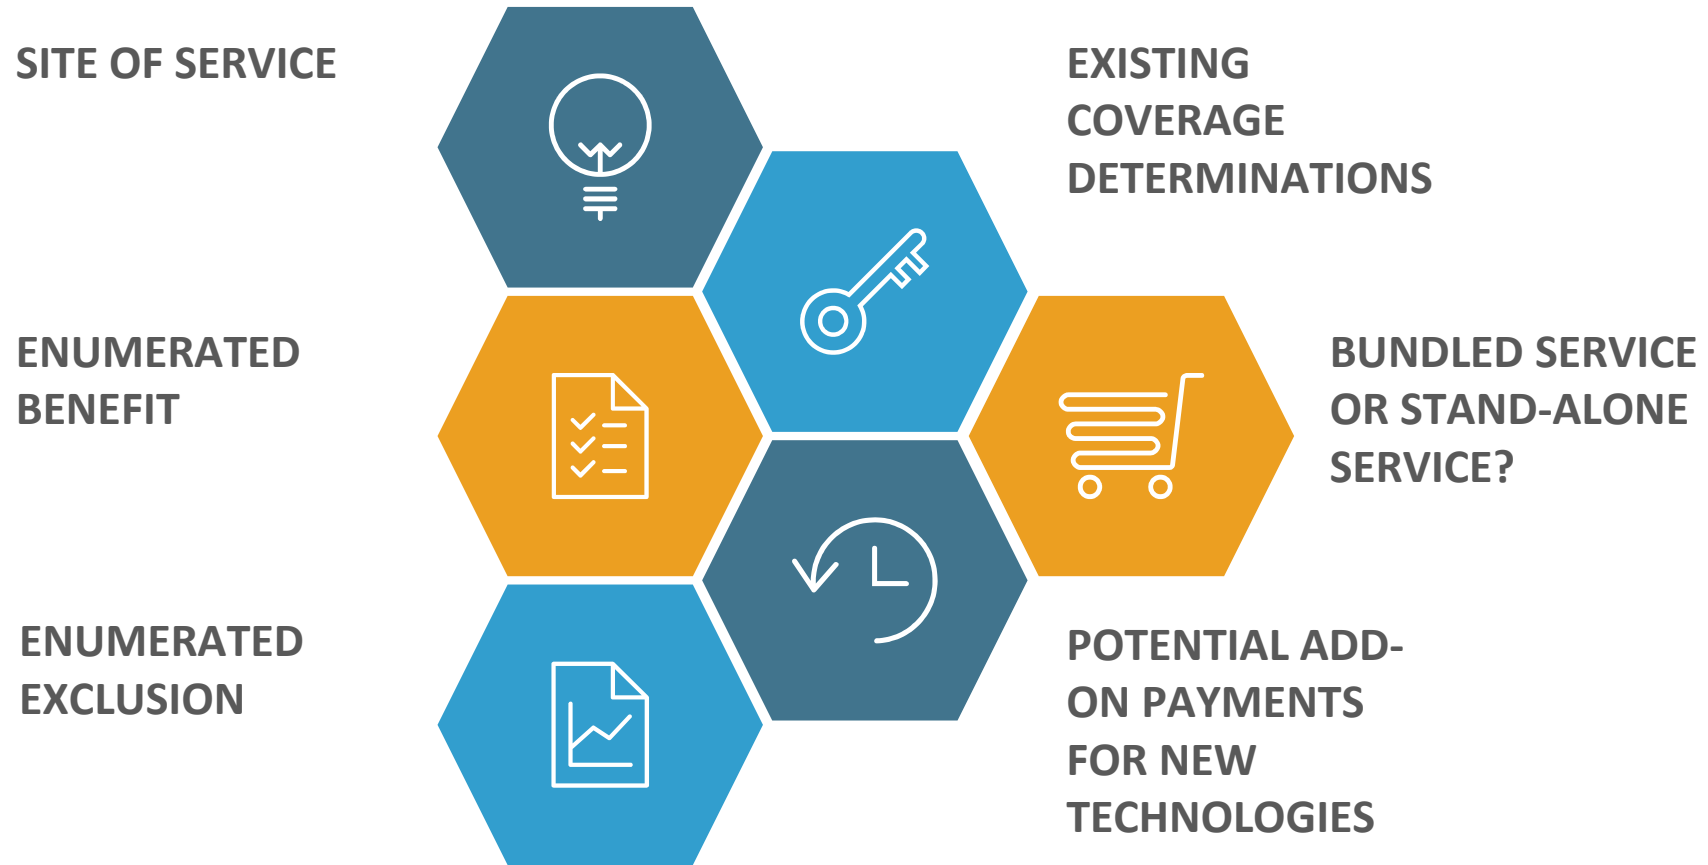 SITE OF SERVICE
EXISTING
COVERAGE
DETERMINATIONS
ENUMERATED
BENEFIT
BUNDLED SERVICE
OR STAND-ALONE
SERVICE?
ENUMERATED
EXCLUSION
POTENTIAL ADD-
ON PAYMENTS
FOR NEW
TECHNOLOGIES